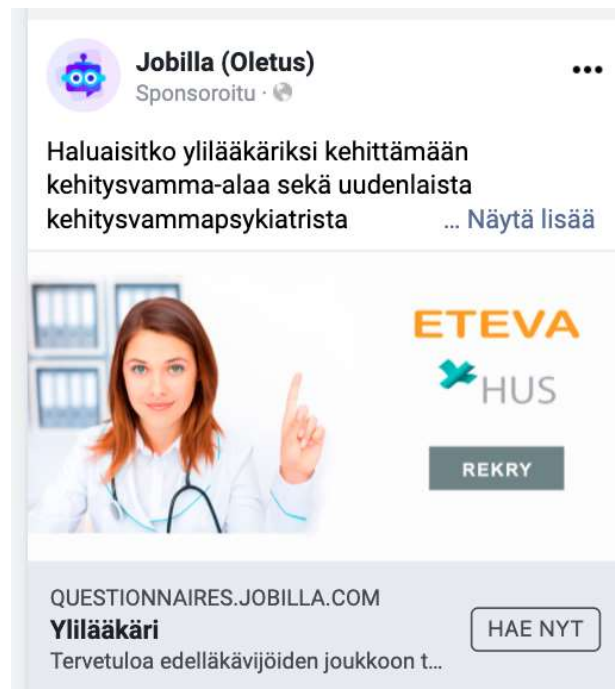 Jobilla (Oletus)
Sponsoroitu ·
Haluaisitko ylilääkäriksi kehittämään
kehitysvamma-alaa sekä uudenlaista
kehitysvammapsykiatrista ... Näytä lisää
ETEVA
HUS
REKRY
QUESTIONNAIRES.JOBILLA.COM
Ylilääkäri
HAE NYT
Tervetuloa edelläkävijöiden joukkoon t...